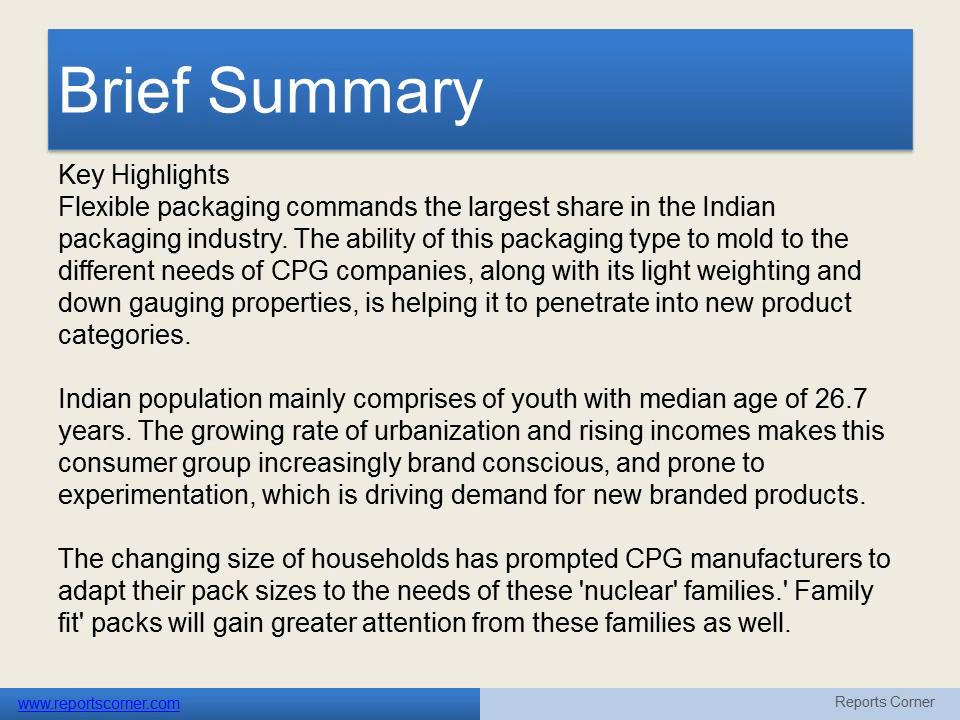 Brief Summary
Key Highlights
Flexible packaging commands the largest share in the Indian
packaging industry. The ability of this packaging type to mold to the
different needs of CPG companies, along with its light weighting and
down gauging properties, is helping it to penetrate into new product
categories.
Indian population mainly comprises of youth with median age of 26.7
years. The growing rate of urbanization and rising incomes makes this
consumer group increasingly brand conscious, and prone to
experimentation, which is driving demand for new branded products.
The changing size of households has prompted CPG manufacturers to
adapt their pack sizes to the needs of these 'nuclear' families.' Family
fit' packs will gain greater attention from these families as well.
www.reportscorner.com
Reports Corner